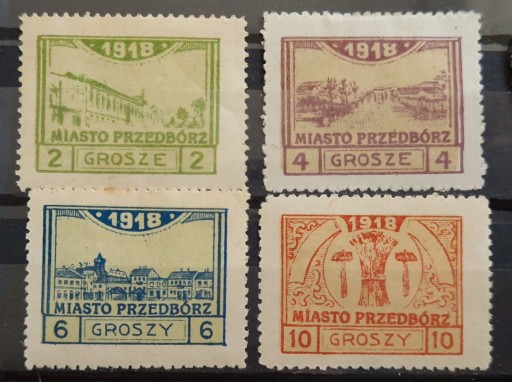 1918
MIASTO PRZEDBÓRZ
2 GROSZE 2
1918
MIASTO PRZEDBÓRZ
4 GROSZE 4
1918
MIASTO PRZEDBÓRZ
6 GROSZY 6
1918
MIASTO PRZEDBÓRZ
10 GROSZY 10